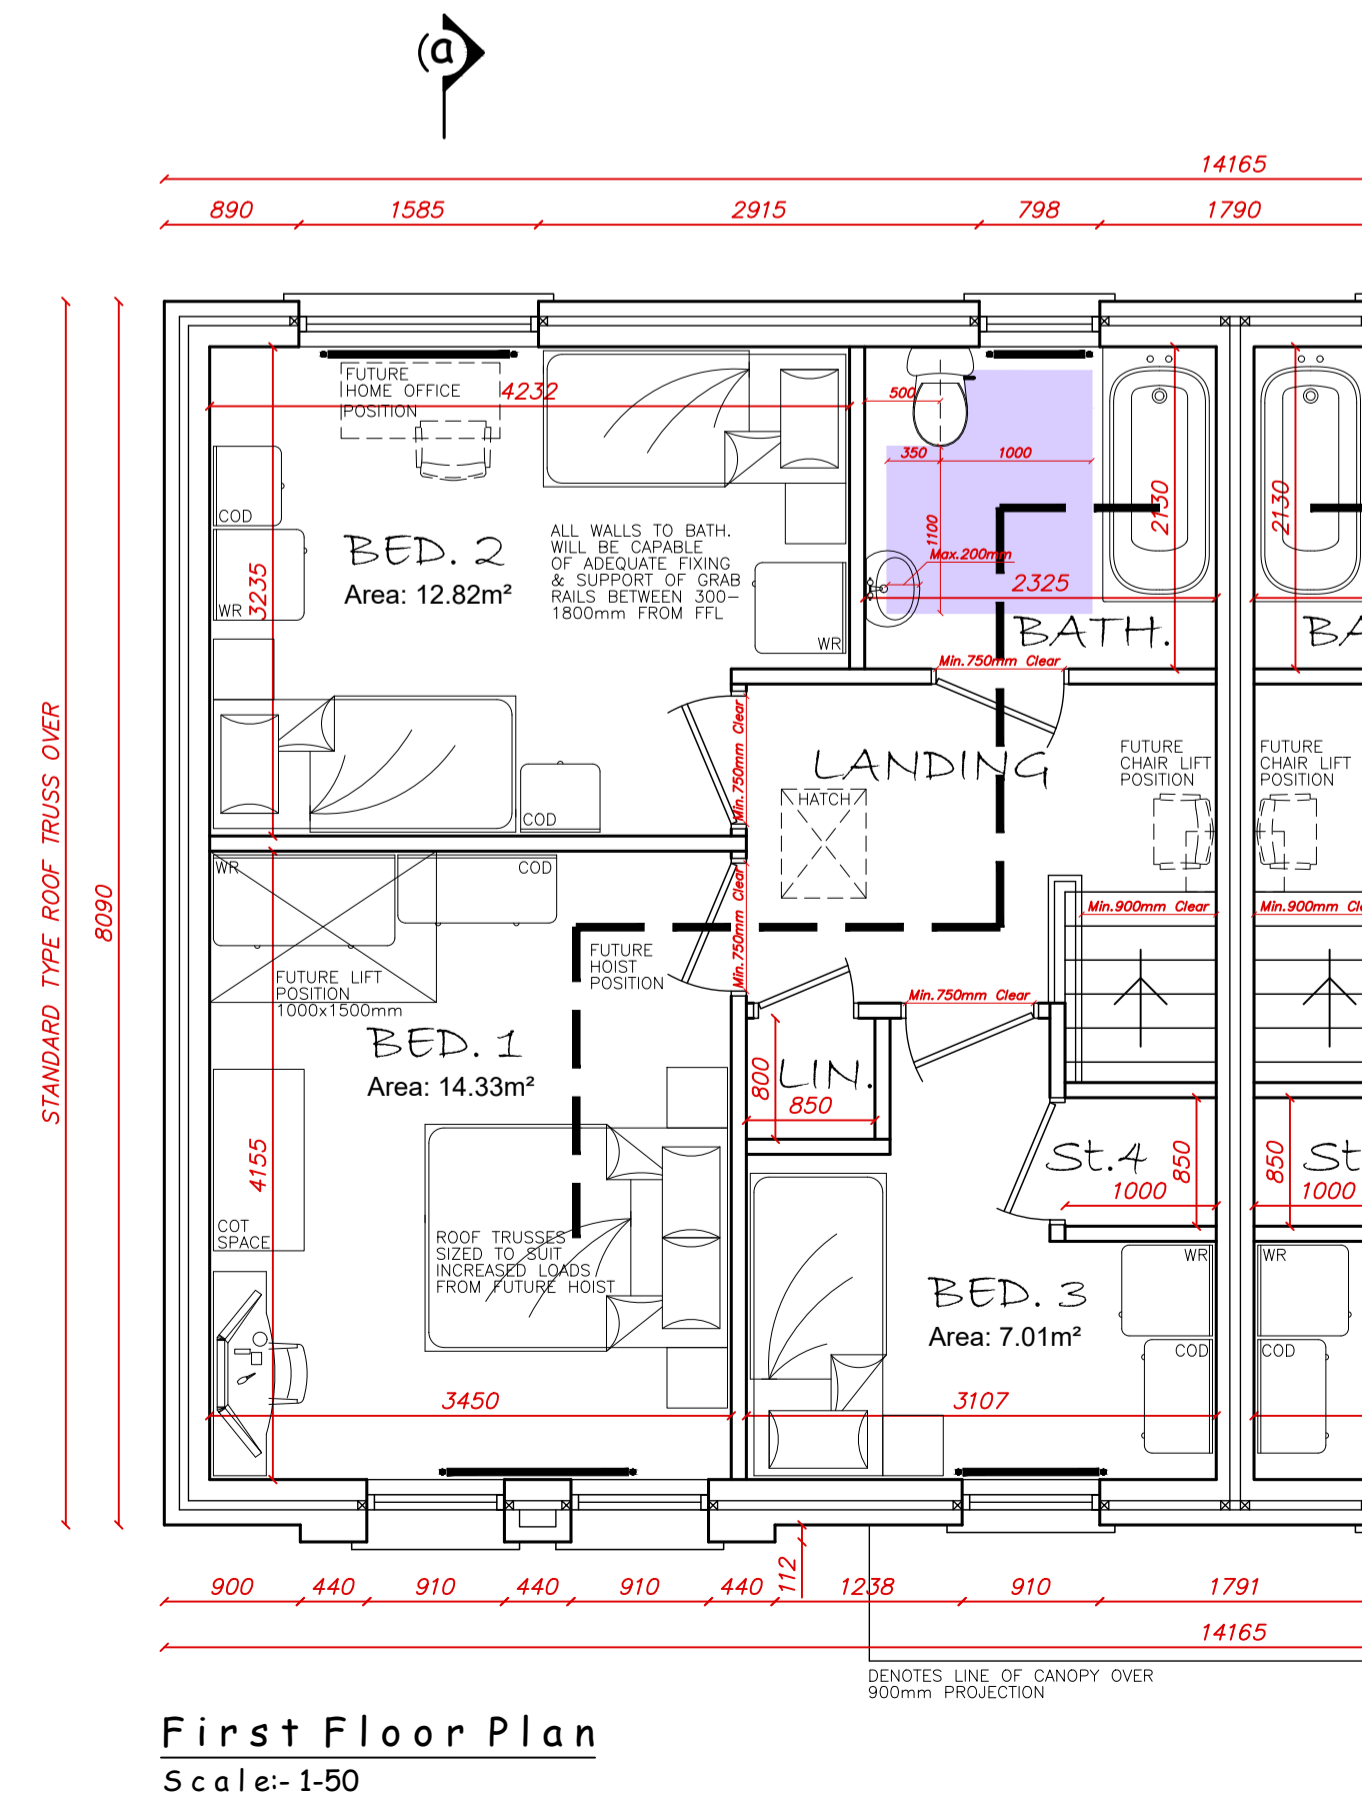 a
14165
890 1585 2915 798 1790
FUTURE
HOME OFFICE
POSITION
4232
500
350 1000
1100
Max.200mm
2325
2130
2130
COD
WR
3235
BED. 2
Area: 12.82m²
ALL WALLS TO BATH.
WILL BE CAPABLE
OF ADEQUATE FIXING
& SUPPORT OF GRAB
RAILS BETWEEN 300-
1800mm FROM FFL
WR
BATH.
BA
Min.750mm Clear
Min.750mm Clear
LANDING
HATCH
FUTURE
CHAIR LIFT
POSITION
FUTURE
CHAIR LIFT
POSITION
COD
STANDARD TYPE ROOF TRUSS OVER
8090
WR
COD
Min.750mm Clear
Min.900mm Clear
Min.900mm Cle
FUTURE
HOIST
POSITION
FUTURE LIFT
POSITION
1000x1500mm
Min.750mm Clear
BED. 1
Area: 14.33m²
800
LIN.
850
4155
St.4
850
1000
850
St
1000
COT
SPACE
ROOF TRUSSES
SIZED TO SUIT
INCREASED LOADS
FROM FUTURE HOIST
WR
WR
BED. 3
Area: 7.01m²
COD
COD
3450
3107
900 440 910 440 910 440 112 1238 910 1791
14165
DENOTES LINE OF CANOPY OVER
900mm PROJECTION
First Floor Plan
Scale:- 1-50